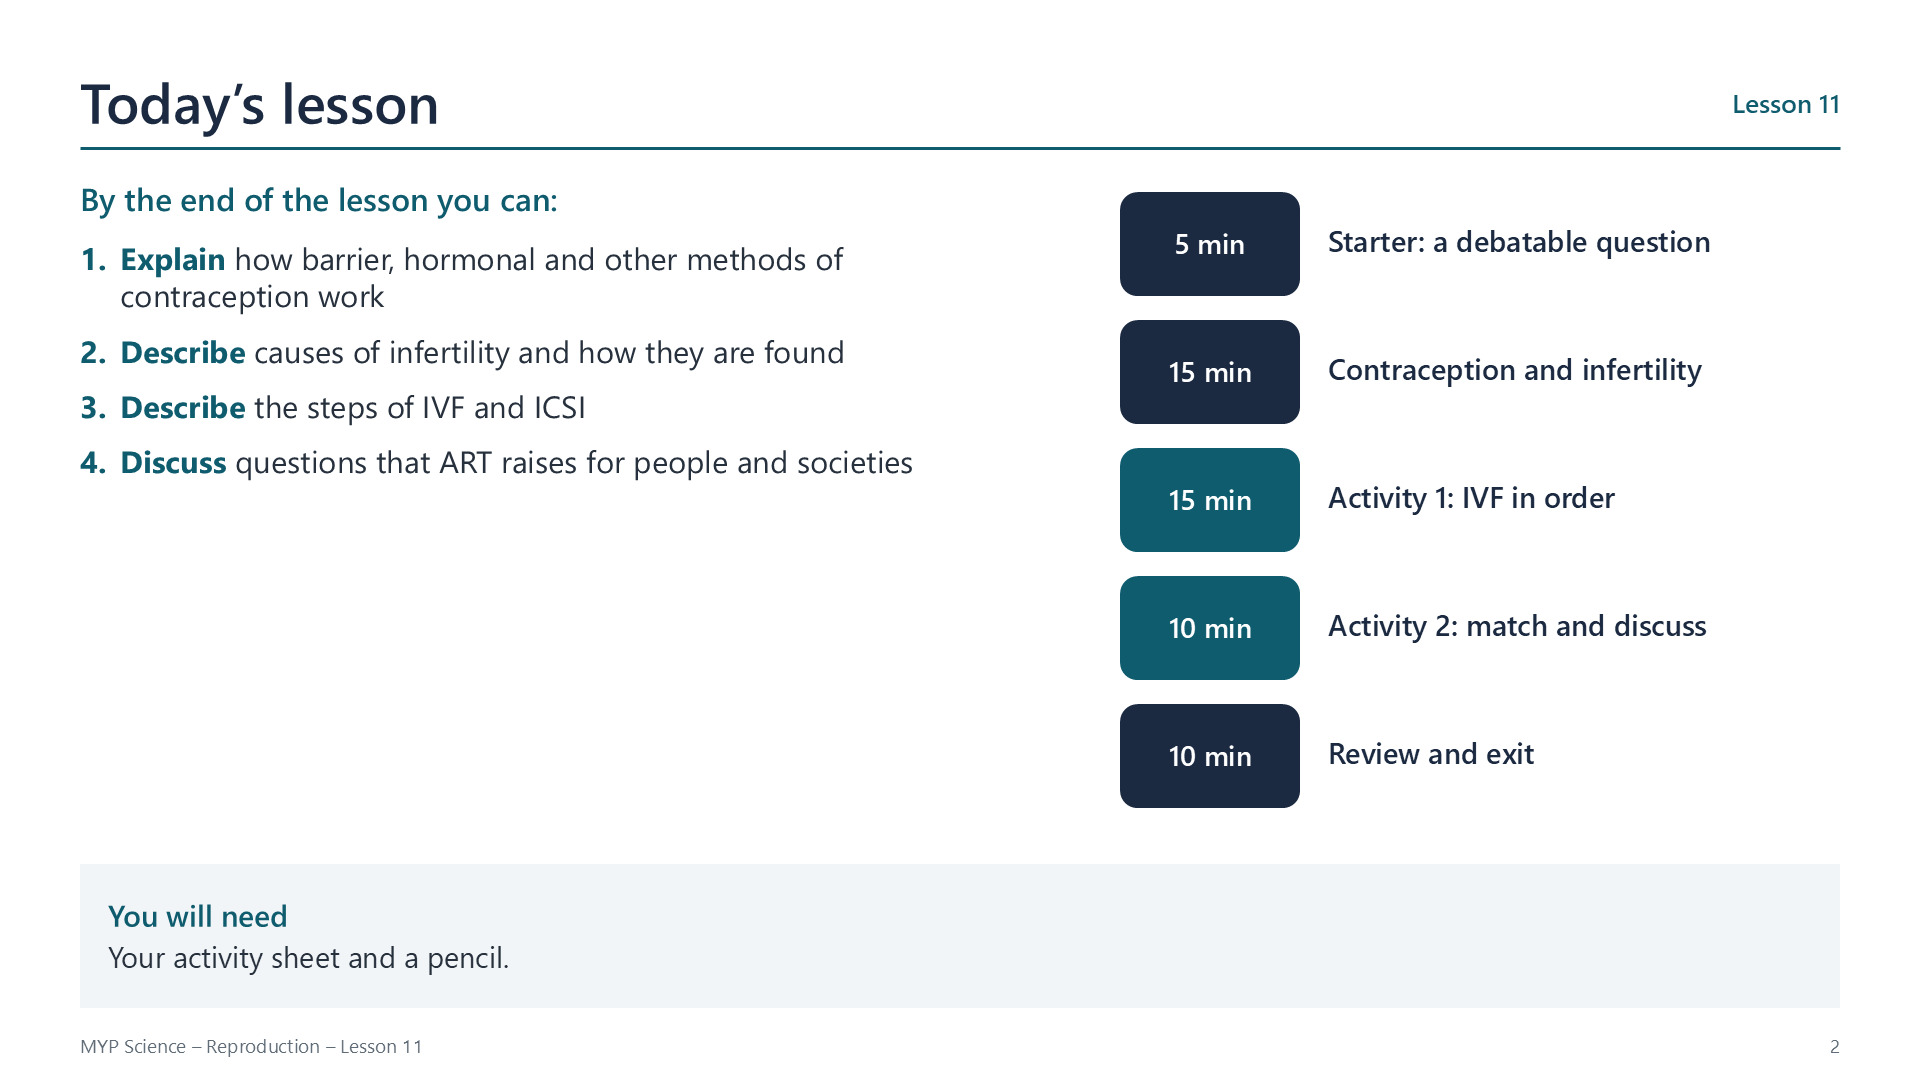 Today’s lesson
Lesson 11
By the end of the lesson you can:
1. Explain how barrier, hormonal and other methods of
contraception work
2. Describe causes of infertility and how they are found
3. Describe the steps of IVF and ICSI
4. Discuss questions that ART raises for people and societies
5 min
Starter: a debatable question
15 min
Contraception and infertility
15 min
Activity 1: IVF in order
10 min
Activity 2: match and discuss
10 min
Review and exit
You will need
Your activity sheet and a pencil.
MYP Science – Reproduction – Lesson 11
2